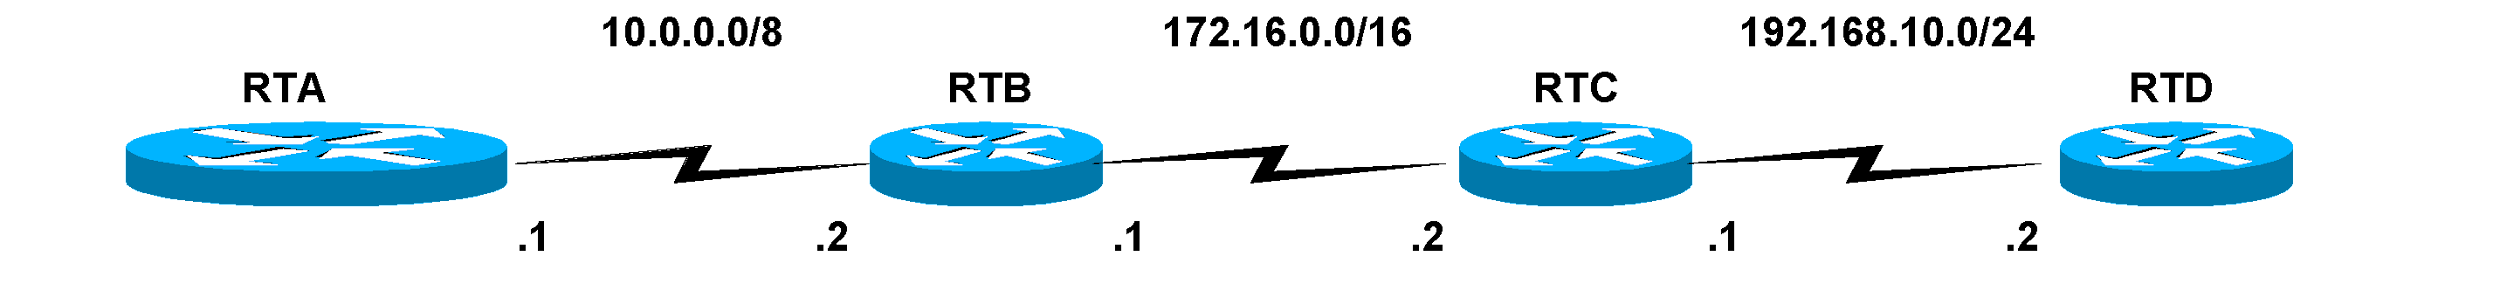 10.0.0.0/8 172.16.0.0/16 192.168.10.0/24
RTA RTB RTC RTD
.1 .2 .1 .2 .1 .2